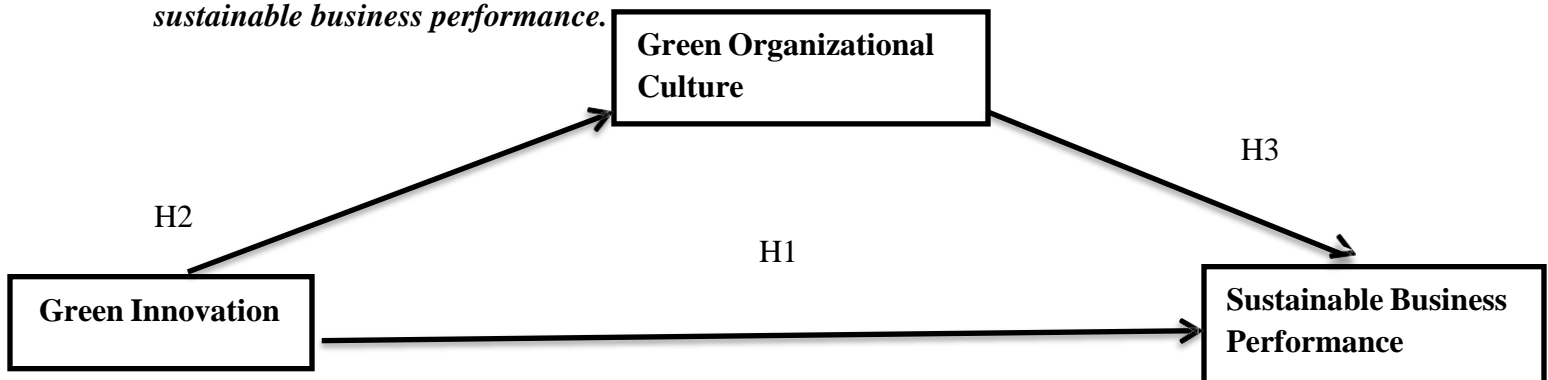 sustainable business performance.
Green Organizational
Culture
H3
H2
H1
Green Innovation
Sustainable Business
Performance